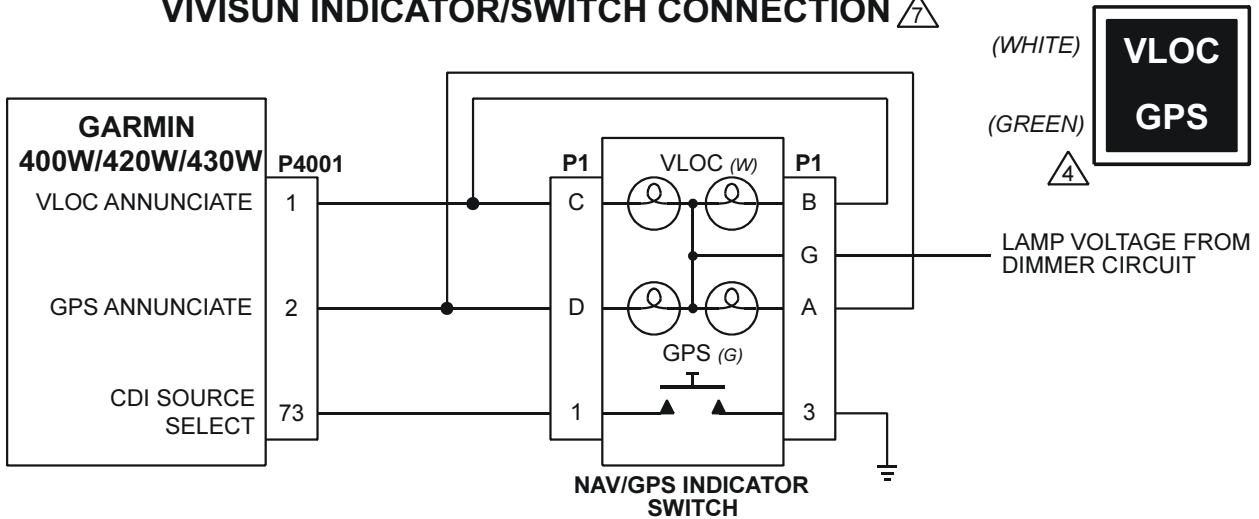 VIVISUN INDICATOR/SWITCH CONNECTION 7
(WHITE)
VLOC
(GREEN)
GPS
4
GARMIN
400W/420W/430W
P4001
P1
VLOC (W)
P1
VLOC ANNUNCIATE
1
C
B
G
LAMP VOLTAGE FROM
DIMMER CIRCUIT
GPS ANNUNCIATE
2
D
A
GPS (G)
CDI SOURCE
SELECT
73
1
3
NAV/GPS INDICATOR
SWITCH